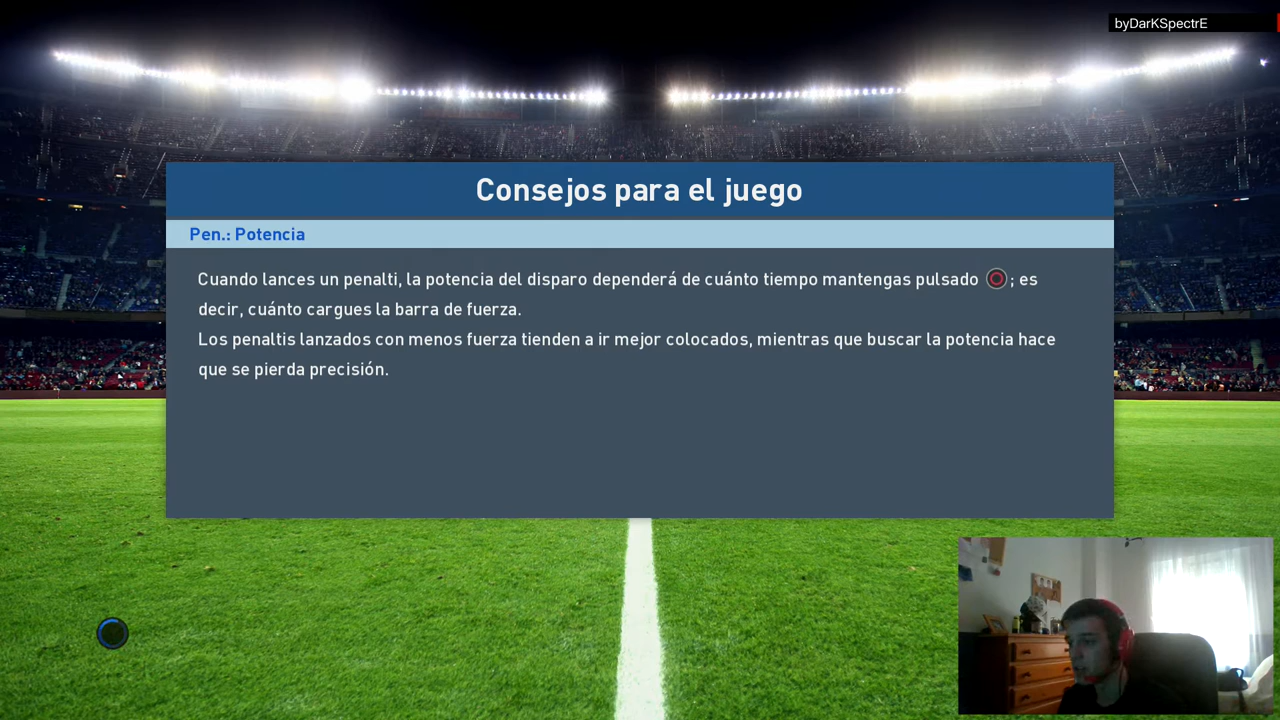 byDarKSpectrE
Consejos para el juego
Pen.: Potencia
Cuando lances un penalti, la potencia del disparo dependerá de cuánto tiempo mantengas pulsado ; es
decir, cuánto cargues la barra de fuerza.
Los penaltis lanzados con menos fuerza tienden a ir mejor colocados, mientras que buscar la potencia hace
que se pierda precisión.